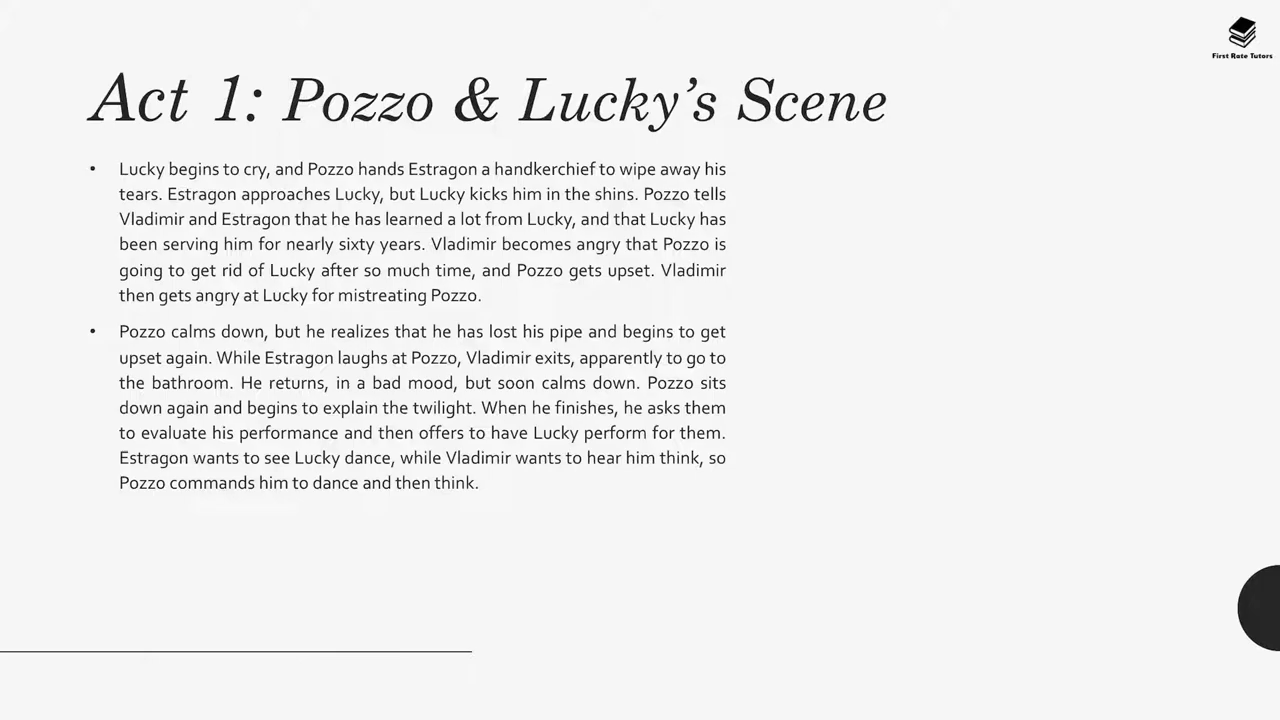 First Rate Tutors
Act 1: Pozzo & Lucky’s Scene
• Lucky begins to cry, and Pozzo hands Estragon a handkerchief to wipe away his
tears. Estragon approaches Lucky, but Lucky kicks him in the shins. Pozzo tells
Vladimir and Estragon that he has learned a lot from Lucky, and that Lucky has
been serving him for nearly sixty years. Vladimir becomes angry that Pozzo is
going to get rid of Lucky after so much time, and Pozzo gets upset. Vladimir
then gets angry at Lucky for mistreating Pozzo.
• Pozzo calms down, but he realizes that he has lost his pipe and begins to get
upset again. While Estragon laughs at Pozzo, Vladimir exits, apparently to go to
the bathroom. He returns, in a bad mood, but soon calms down. Pozzo sits
down again and begins to explain the twilight. When he finishes, he asks them
to evaluate his performance and then offers to have Lucky perform for them.
Estragon wants to see Lucky dance, while Vladimir wants to hear him think, so
Pozzo commands him to dance and then think.